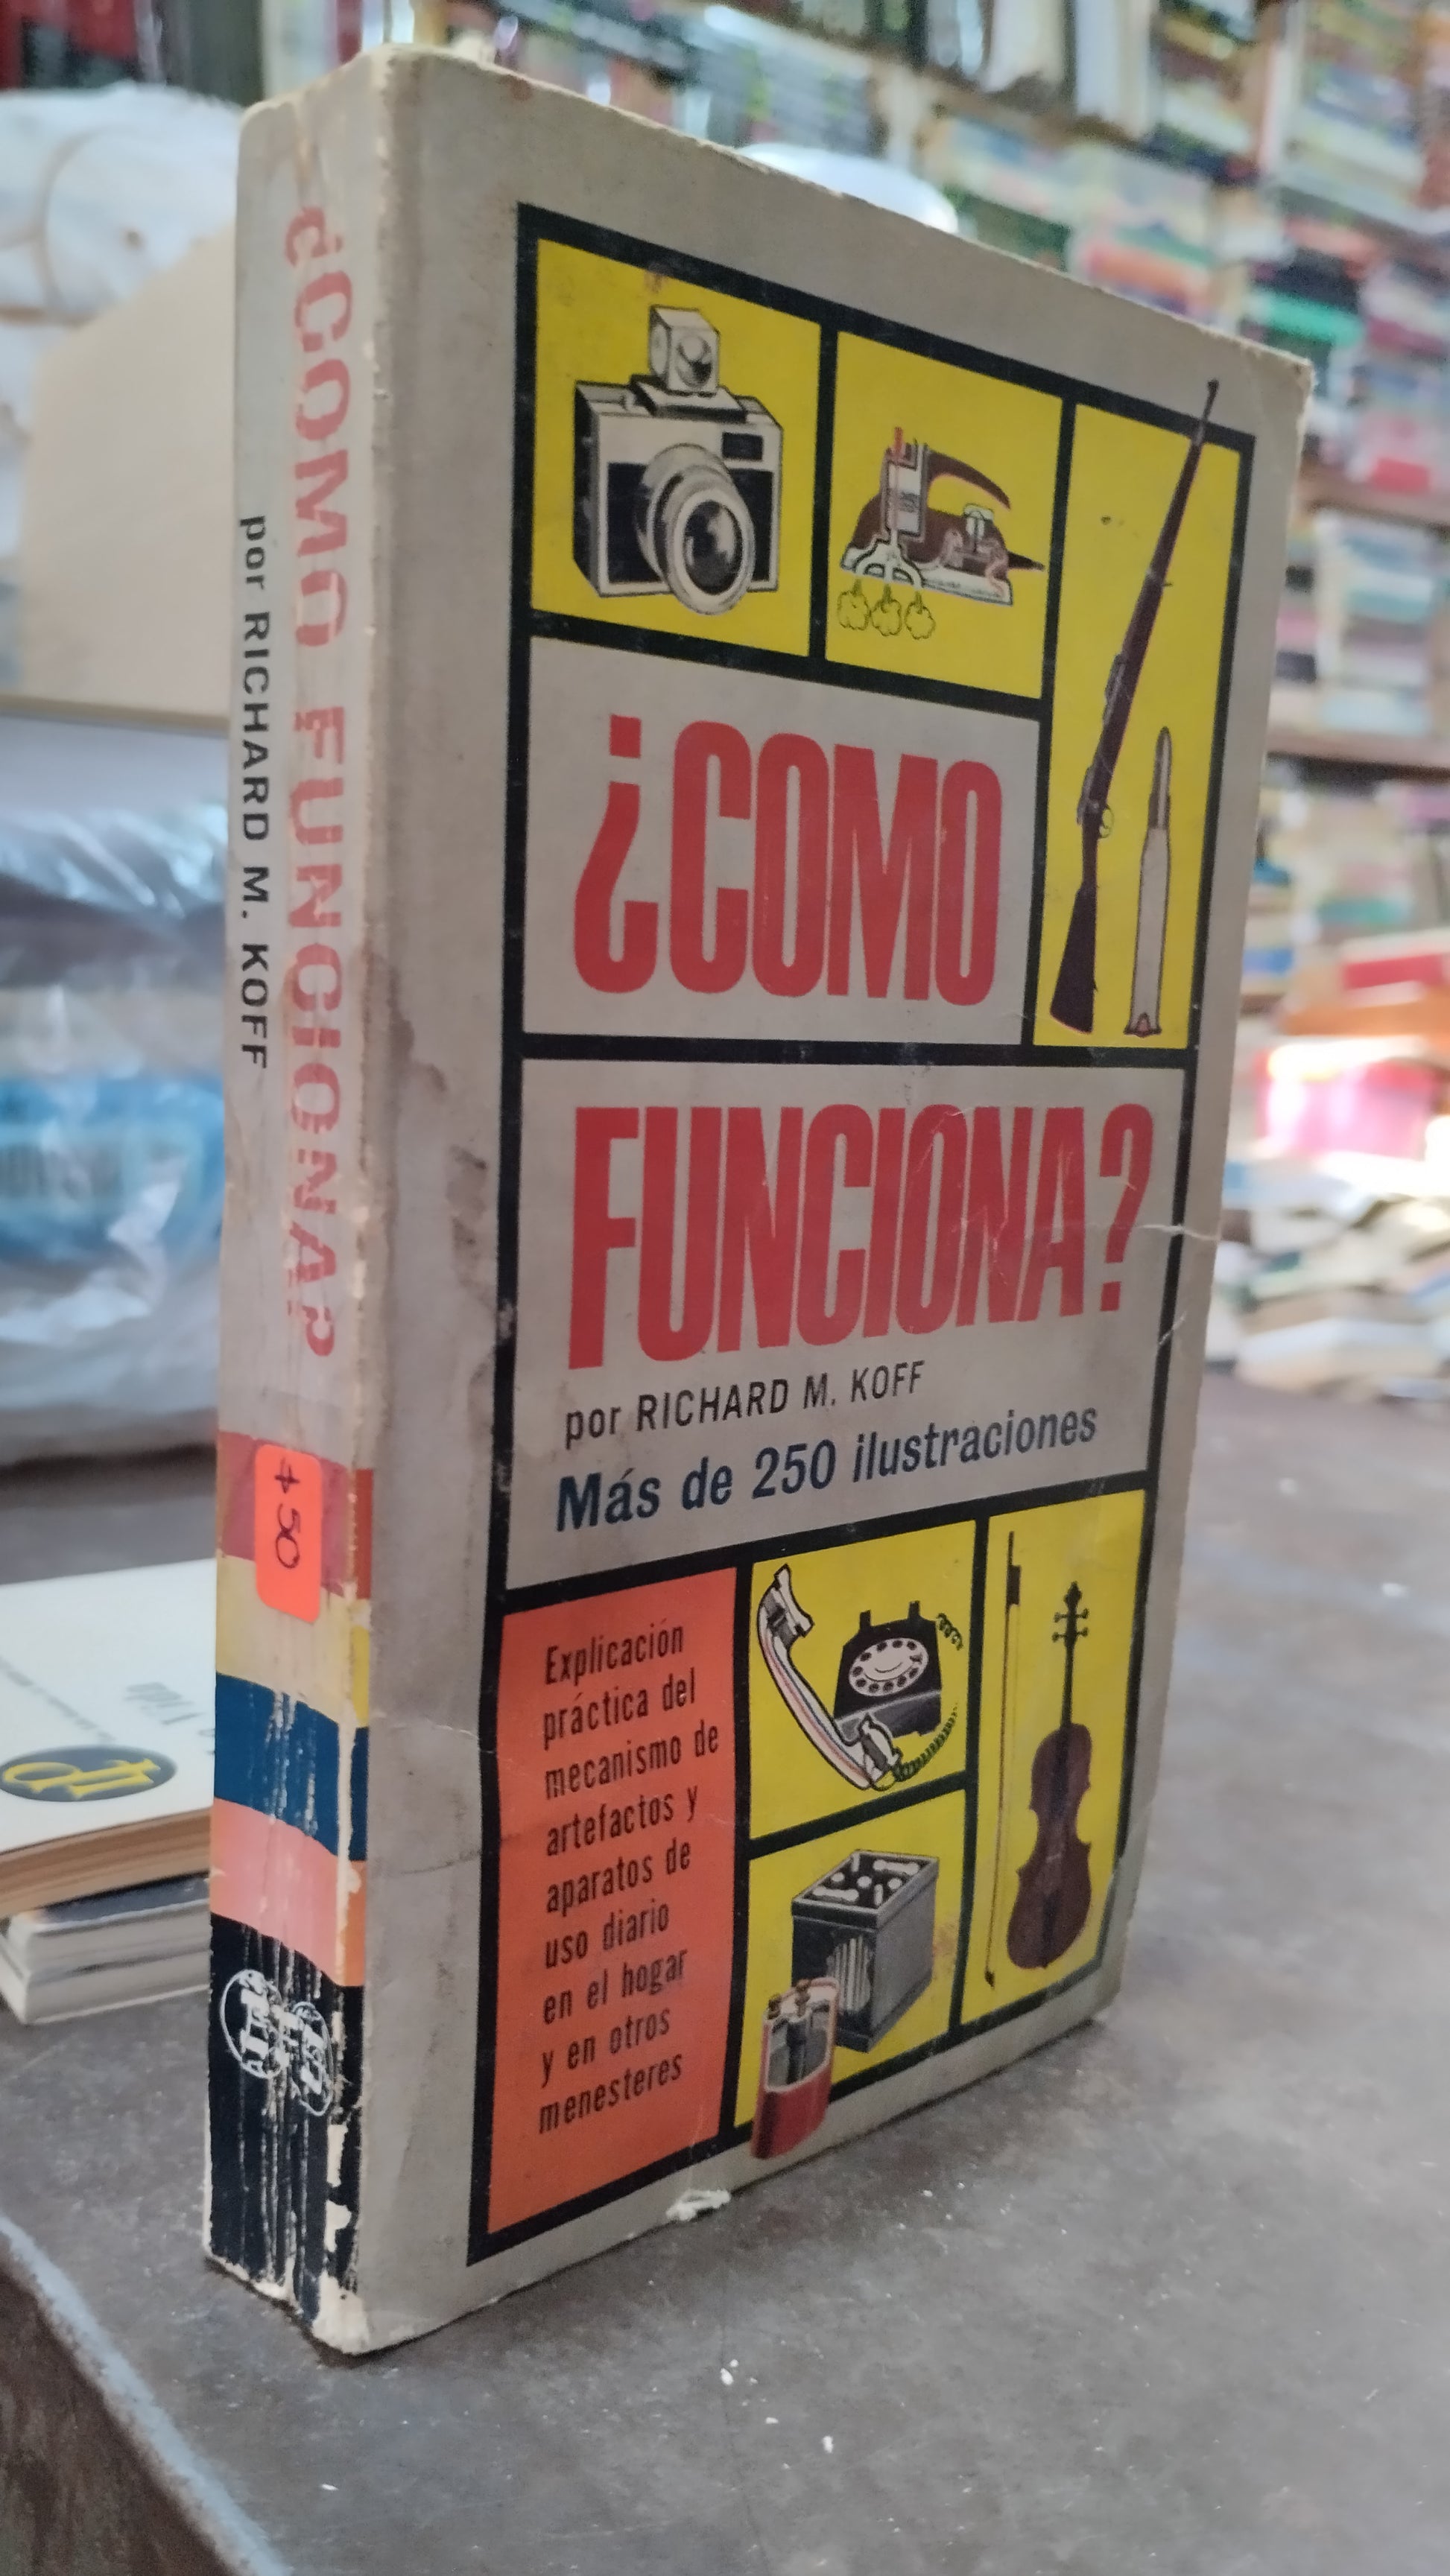 ¿COMO FUNCIONA?
por RICHARD M. KOFF
+50
¿COMO
FUNCIONA?
por RICHARD M. KOFF
Más de 250 ilustraciones
Explicación
práctica del
mecanismo de
artefactos y
aparatos de
uso diario
en el hogar
y en otros
menesteres